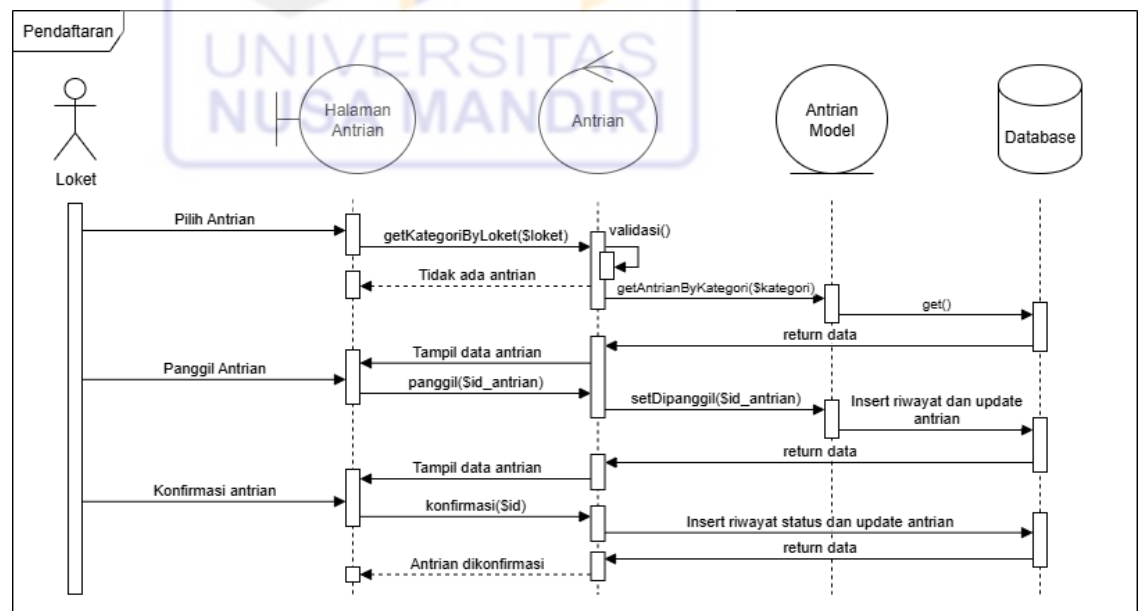 Pendaftaran
UNIVERSITAS
NUSA MANDIRI
Halaman
Antrian
Antrian
Antrian
Model
Database
Loket
Pilih Antrian
getKategoriByLoket($loket)
validasi()
Tidak ada antrian
getAntrianByKategori($kategori)
get()
return data
Tampil data antrian
Panggil Antrian
panggil($id_antrian)
setDipanggil($id_antrian)
Insert riwayat dan update
antrian
return data
Tampil data antrian
Konfirmasi antrian
konfirmasi($id)
Insert riwayat status dan update antrian
return data
Antrian dikonfirmasi